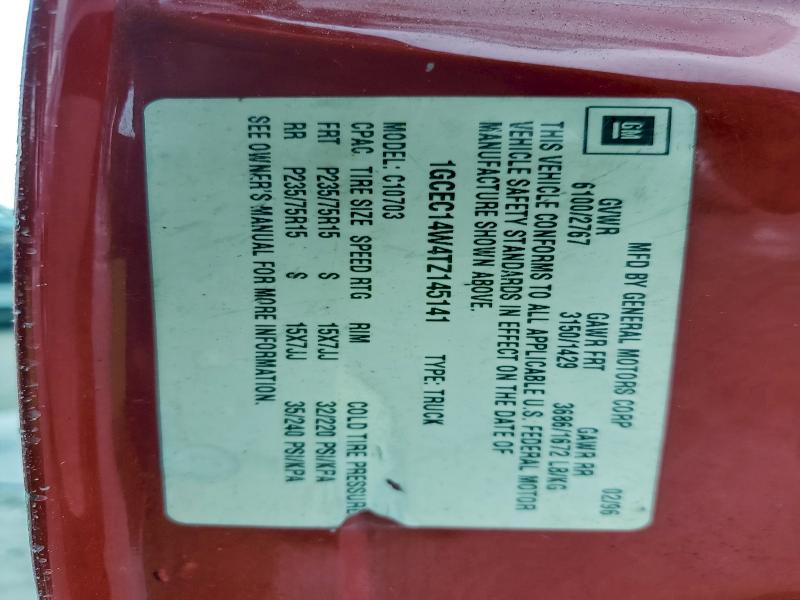 GM
MFD BY GENERAL MOTORS CORP 02/96
GVWR GAWR FRT GAWR RR
6100/2767 3150/1429 3686/1672 LB/KG
THIS VEHICLE CONFORMS TO ALL APPLICABLE U.S. FEDERAL MOTOR
VEHICLE SAFETY STANDARDS IN EFFECT ON THE DATE OF
MANUFACTURE SHOWN ABOVE.
1GCEC14W4TZ145141 TYPE: TRUCK
MODEL: C10703
CPAC. TIRE SIZE SPEED RTG RIM COLD TIRE PRESSURE
FRT P235/75R15 S 15X7JJ 32/220 PSI/KPA
RR P235/75R15 S 15X7JJ 35/240 PSI/KPA
SEE OWNER'S MANUAL FOR MORE INFORMATION.